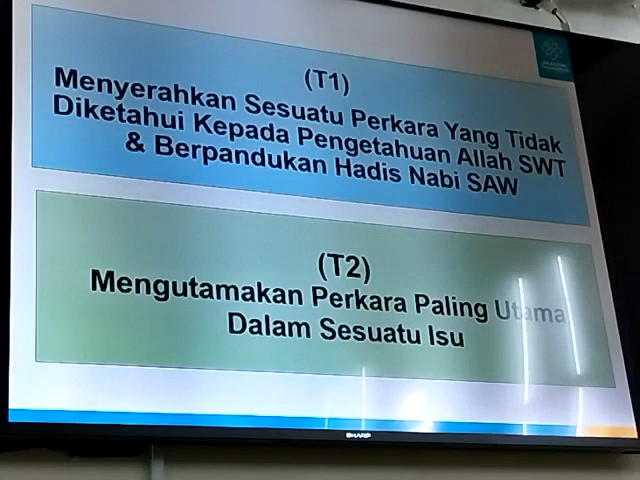 (T1)
Menyerahkan Sesuatu Perkara Yang Tidak
Diketahui Kepada Pengetahuan Allah SWT
& Berpandukan Hadis Nabi SAW
(T2)
Mengutamakan Perkara Paling Utama
Dalam Sesuatu Isu
SHARP